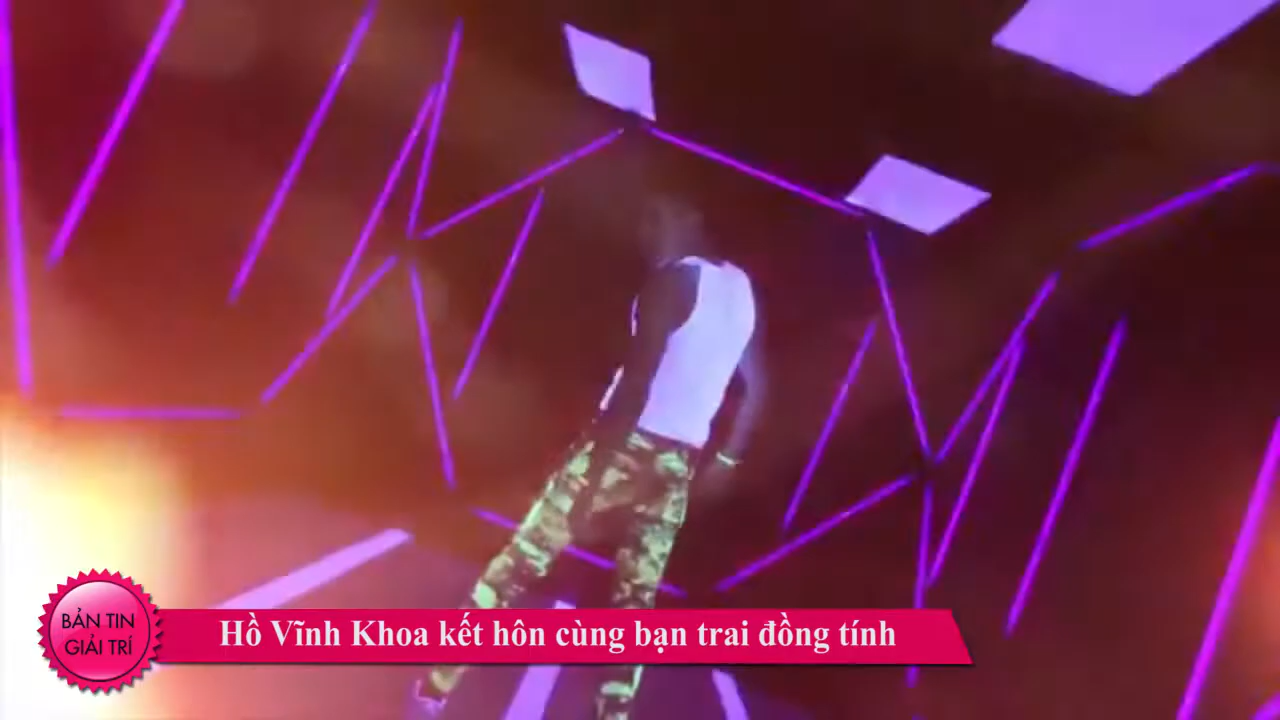 BẢN TIN
GIẢI TRÍ
Hồ Vĩnh Khoa kết hôn cùng bạn trai đồng tính